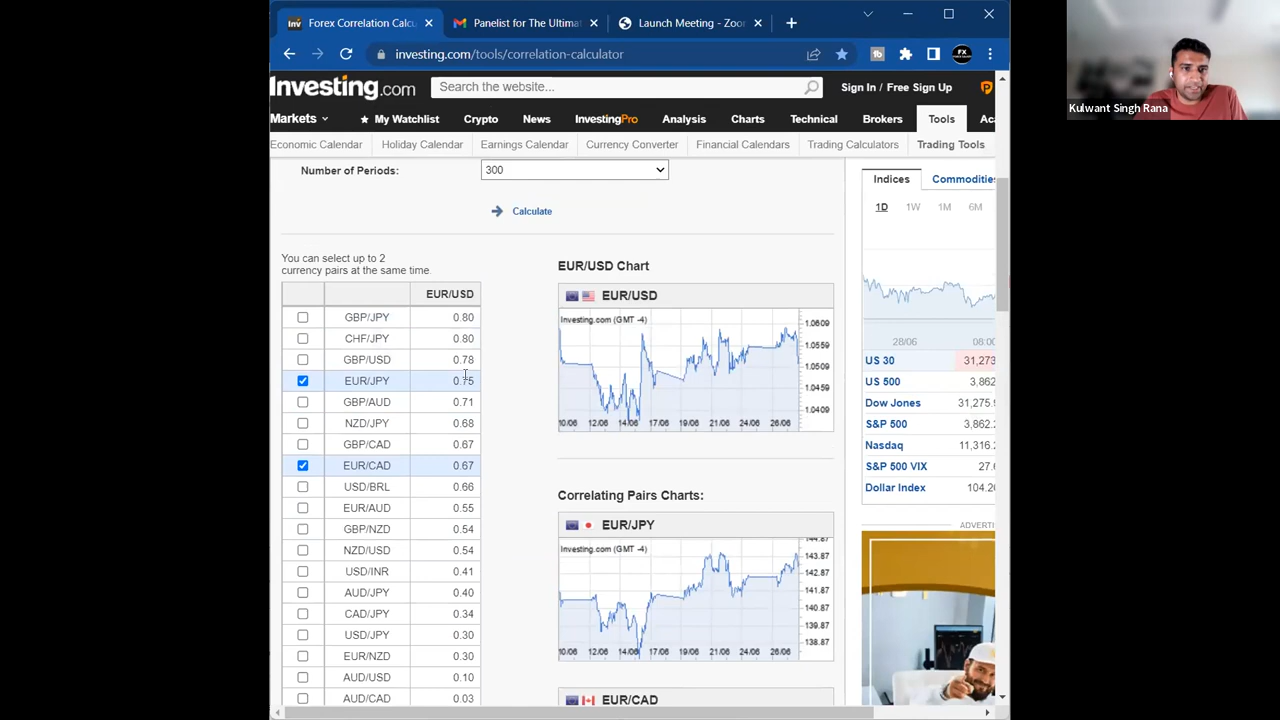 Forex Correlation Calcu
Panelist for The Ultima
Launch Meeting - Zoo
investing.com/tools/correlation-calculator
Investing.com
Search the website...
Sign In / Free Sign Up
Markets
My Watchlist
Crypto
News
InvestingPro
Analysis
Charts
Technical
Brokers
Tools
Ac
Economic Calendar
Holiday Calendar
Earnings Calendar
Currency Converter
Financial Calendars
Trading Calculators
Trading Tools
Kulwant Singh Rana
Number of Periods:
300
Calculate
You can select up to 2
currency pairs at the same time.
EUR/USD
GBP/JPY 0.80
CHF/JPY 0.80
GBP/USD 0.78
EUR/JPY 0.75
GBP/AUD 0.71
NZD/JPY 0.68
GBP/CAD 0.67
EUR/CAD 0.67
USD/BRL 0.66
EUR/AUD 0.55
GBP/NZD 0.54
NZD/USD 0.54
USD/INR 0.41
AUD/JPY 0.40
CAD/JPY 0.34
USD/JPY 0.30
EUR/NZD 0.30
AUD/USD 0.10
AUD/CAD 0.03
EUR/USD Chart
EUR/USD
Investing.com (GMT -4)
1.0609
1.0559
1.0509
1.0459
1.0409
10/06 12/06 14/06 17/06 19/06 21/06 23/06 26/06
Correlating Pairs Charts:
EUR/JPY
Investing.com (GMT -4)
143.87
142.87
141.87
140.87
139.87
138.87
10/06 12/06 14/06 17/06 19/06 21/06 23/06 26/06
EUR/CAD
Indices
Commoditie
1D 1W 1M 6M
28/06 08:00
US 30 31,273
US 500 3,862
Dow Jones 31,275.
S&P 500 3,862.
Nasdaq 11,316.
S&P 500 VIX 27.
Dollar Index 104.20
ADVERTI